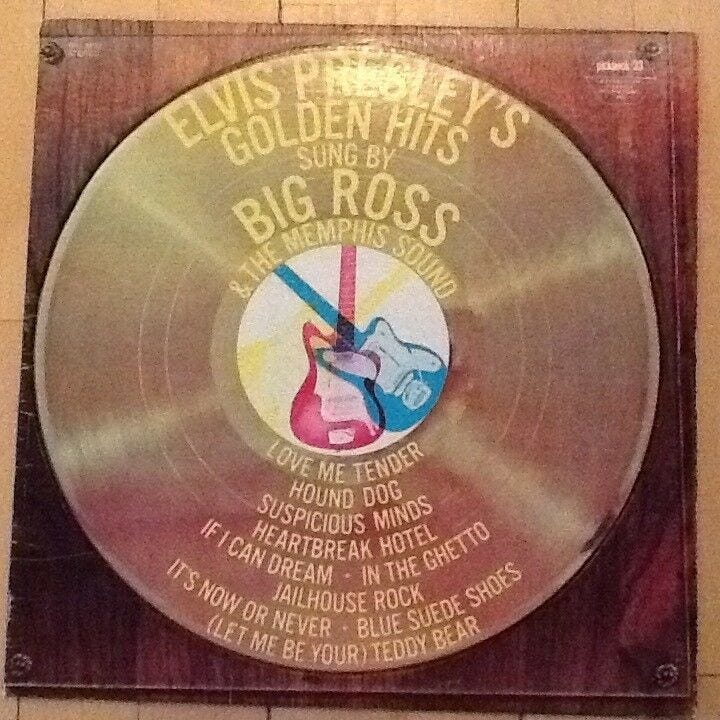 ELVIS PRESLEY'S
GOLDEN HITS
SUNG BY
BIG ROSS
& THE MEMPHIS SOUND
LOVE ME TENDER
HOUND DOG
SUSPICIOUS MINDS
HEARTBREAK HOTEL
IF I CAN DREAM • IN THE GHETTO
JAILHOUSE ROCK
IT'S NOW OR NEVER • BLUE SUEDE SHOES
(LET ME BE YOUR) TEDDY BEAR